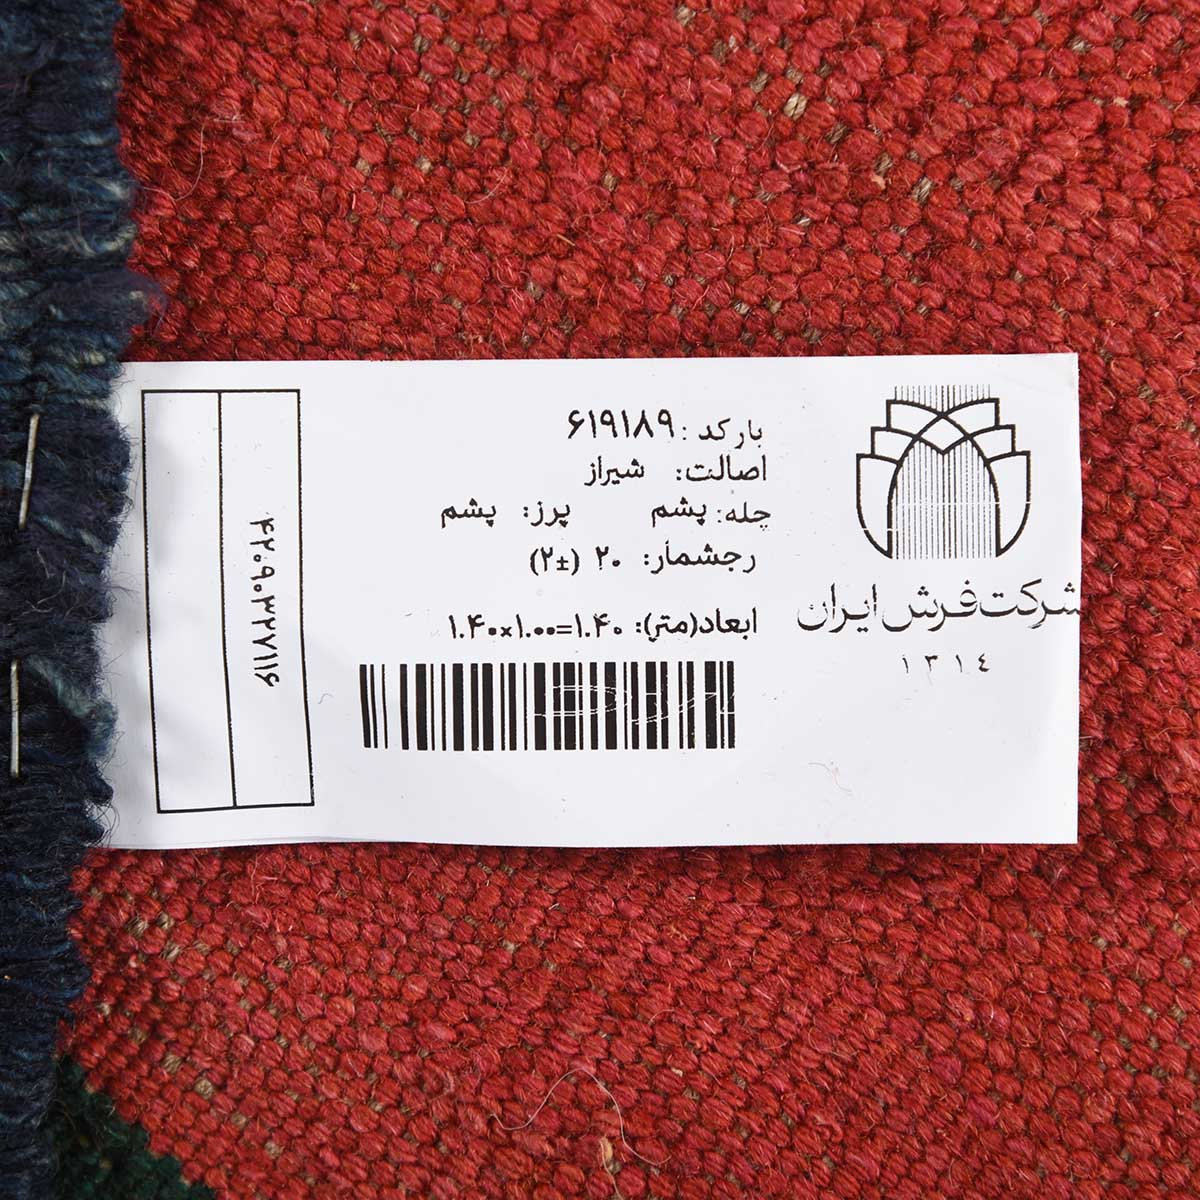 بارکد: ۶۱۹۱۸۹
اصالت: شیراز
چله: پشم پرز: پشم
رجشمار: ۲۰ (±۲)
ابعاد(متر): ۱.۴۰×۱.۰۰=۱.۴۰
شرکت فرش ایران
۱۳۱۴
۴۲۰۹۰۳۲۷۱۱۶